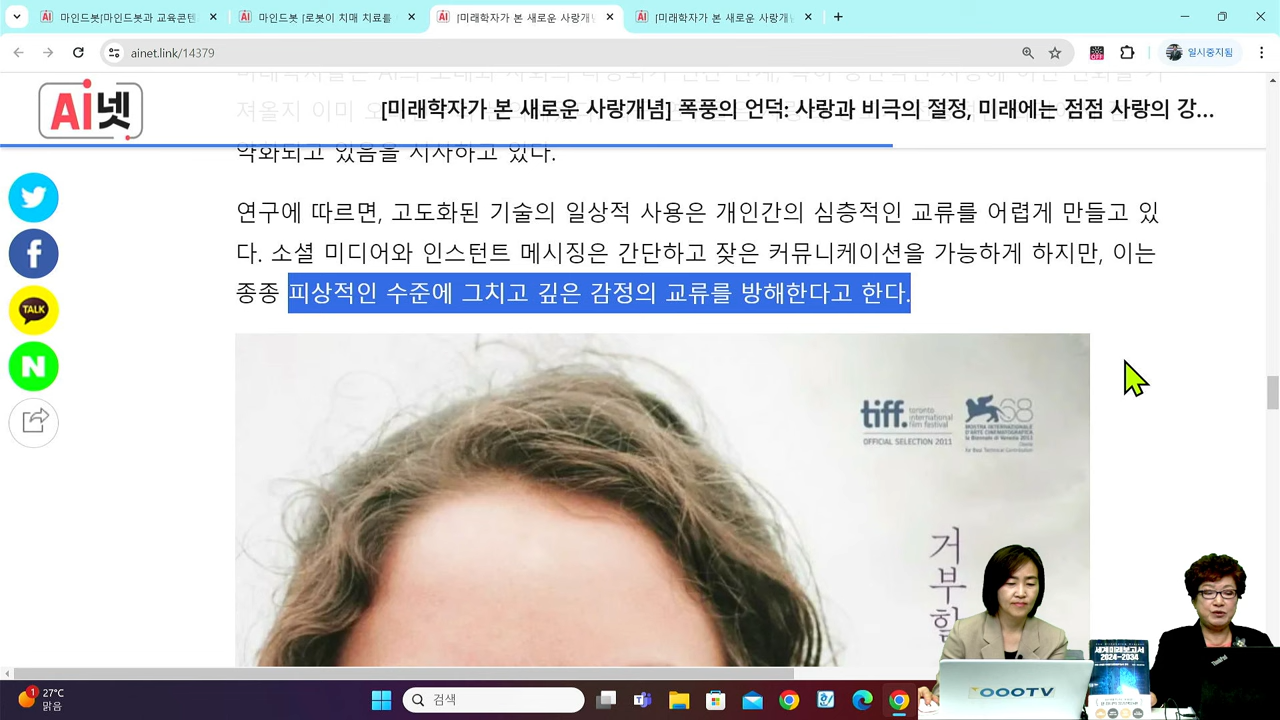 마인드봇[마인드봇과 교육콘텐
마인드봇 [로봇이 치매 치료를
[미래학자가 본 새로운 사랑개념
[미래학자가 본 새로운 사랑개념
ainet.link/14379
OFF
일시중지됨
Ai넷
[미래학자가 본 새로운 사랑개념] 폭풍의 언덕: 사랑과 비극의 절정, 미래에는 점점 사랑의 강...
약화되고 있음을 시사하고 있다.
연구에 따르면, 고도화된 기술의 일상적 사용은 개인간의 심층적인 교류를 어렵게 만들고 있
다. 소셜 미디어와 인스턴트 메시징은 간단하고 잦은 커뮤니케이션을 가능하게 하지만, 이는
종종 피상적인 수준에 그치고 깊은 감정의 교류를 방해한다고 한다.
TALK
N
tiff. toronto international film festival
OFFICIAL SELECTION 2011
68
MOSTRA INTERNAZIONALE
D'ARTE CINEMATOGRAFICA
la Biennale di Venezia 2011
거부할
세계미래보고서
2024-2034
OOOTV
ThinkPad
1
27°C
맑음
검색